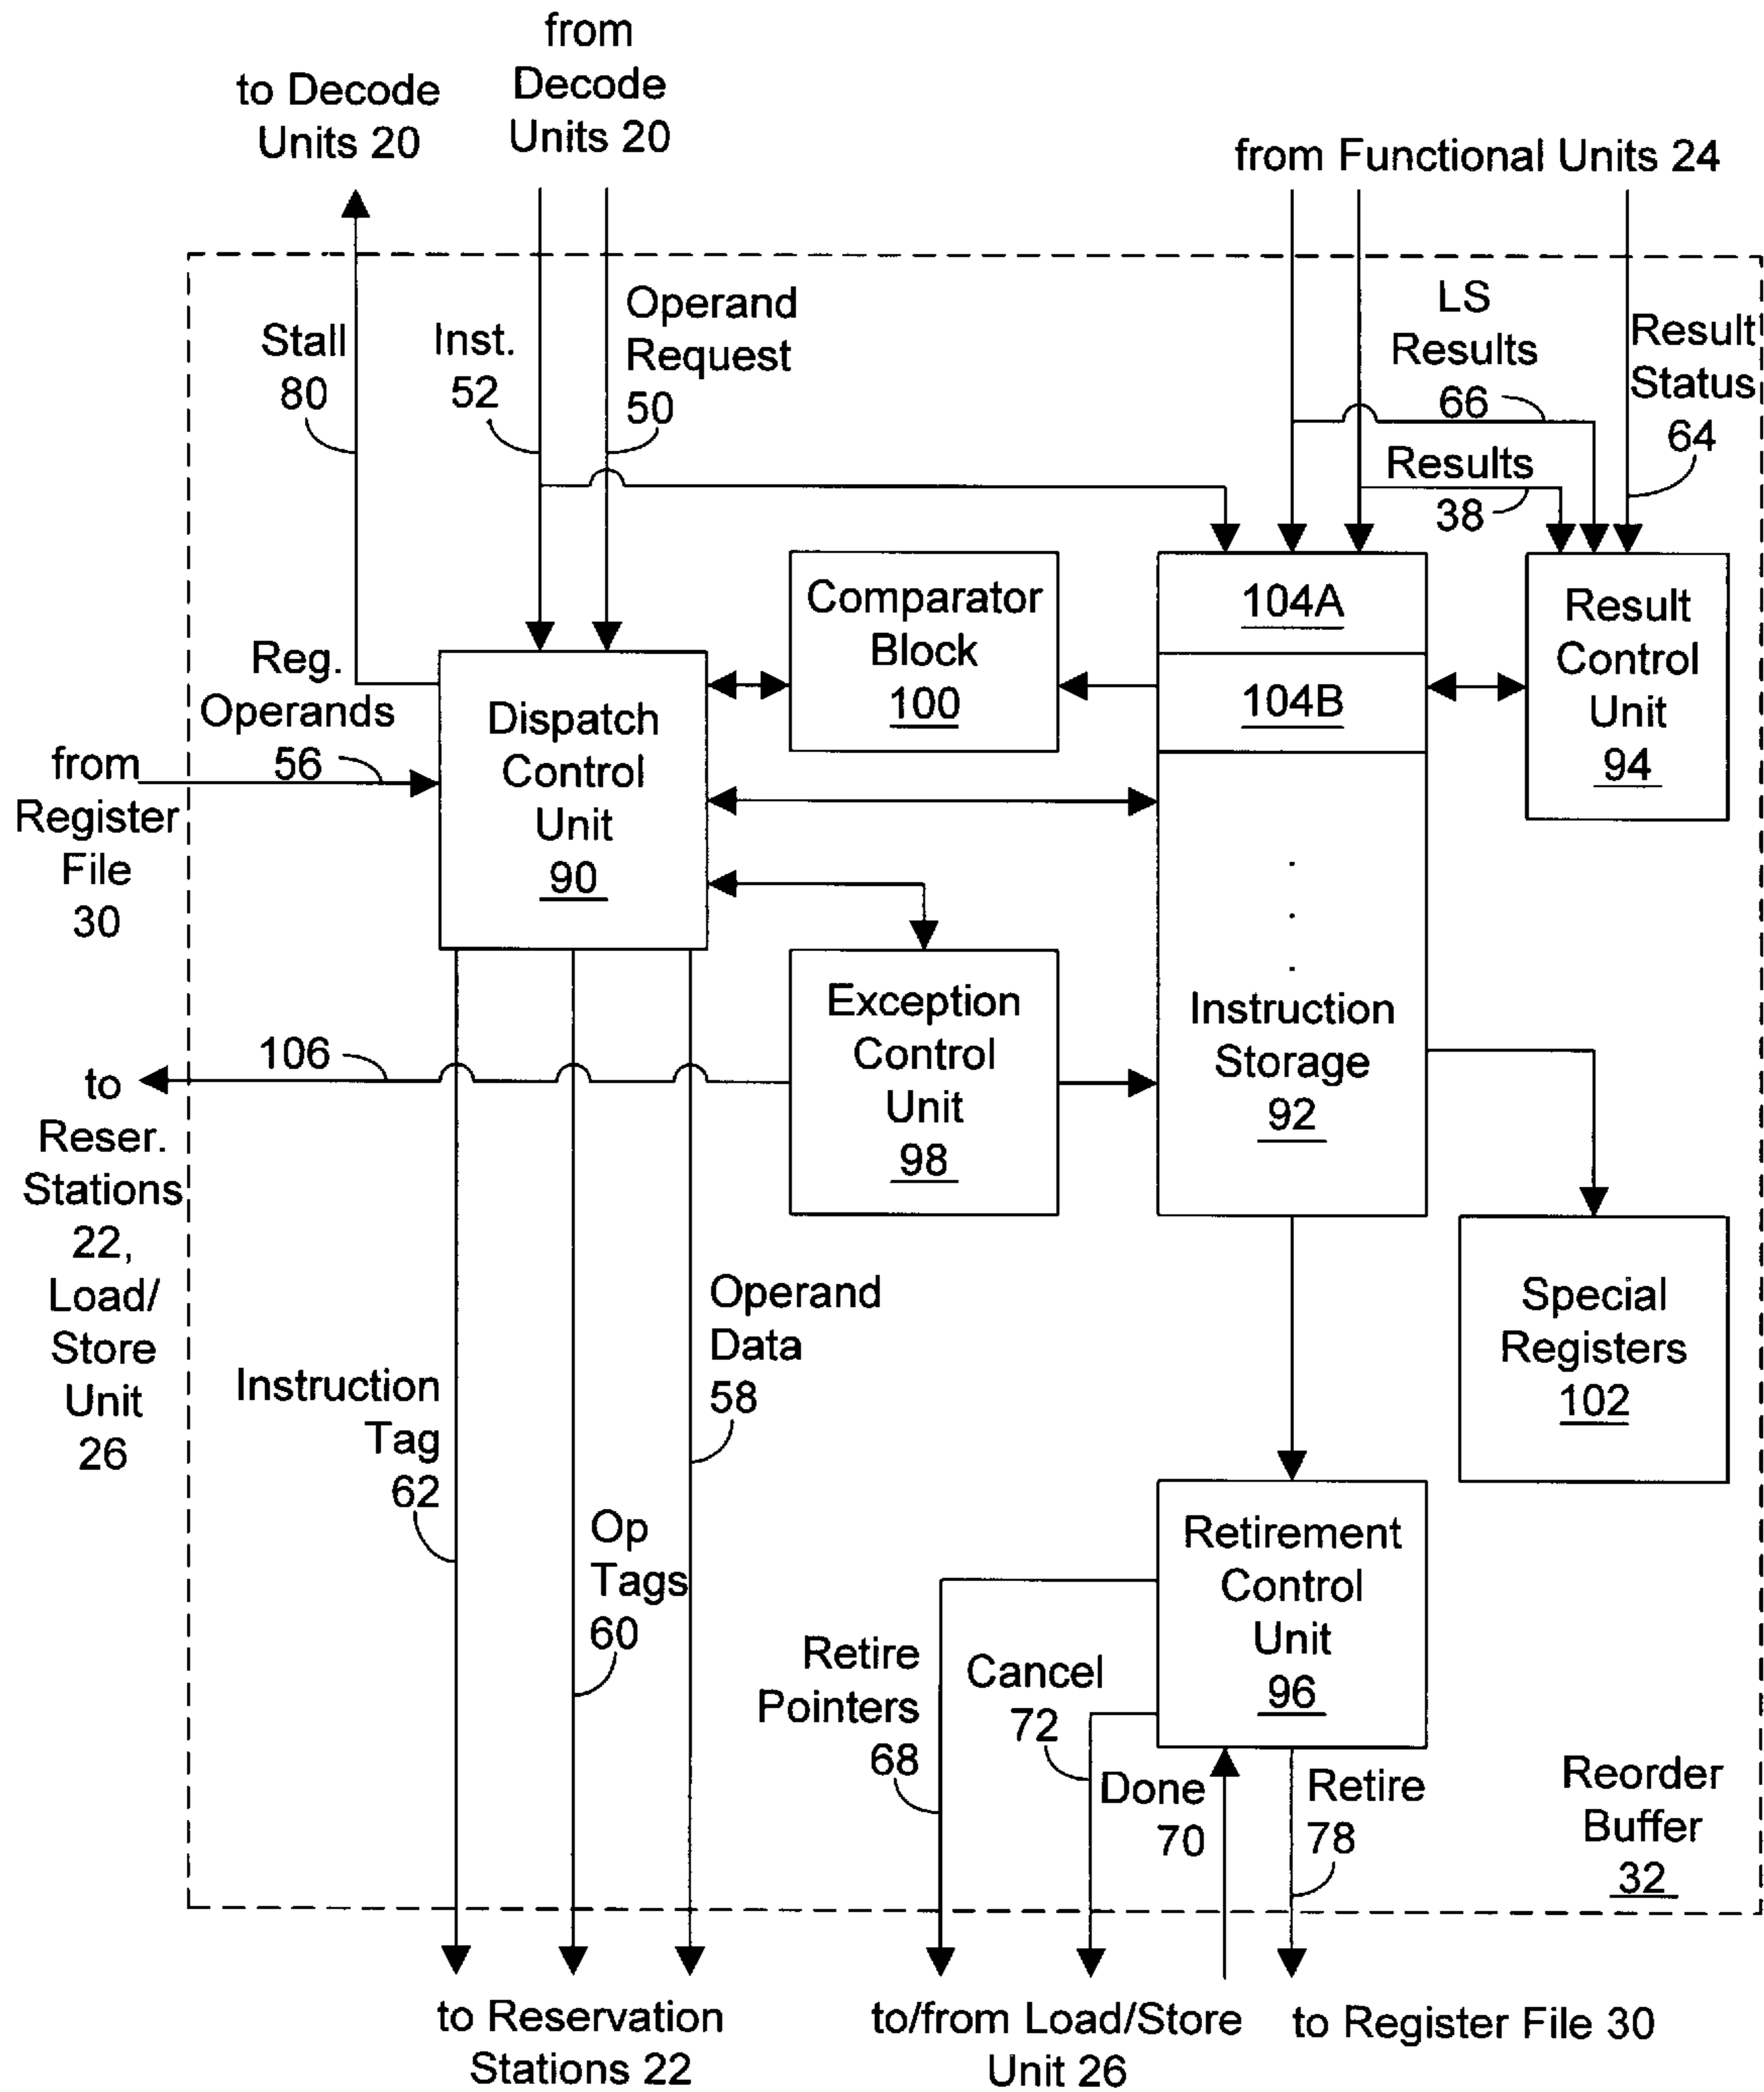 from
Decode
Units 20
to Decode
Units 20
from Functional Units 24
Stall
80
Inst.
52
Operand
Request
50
LS
Results
66
Result
Status
64
Results
38
Comparator
Block
100
104A
104B
Result
Control
Unit
94
Reg.
Operands
56
from
Register
File
30
Dispatch
Control
Unit
90
.
.
.
Instruction
Storage
92
Exception
Control
Unit
98
106
to
Reser.
Stations
22,
Load/
Store
Unit
26
Special
Registers
102
Operand
Data
58
Instruction
Tag
62
Op
Tags
60
Retirement
Control
Unit
96
Retire
Pointers
68
Cancel
72
Done
70
Retire
78
Reorder
Buffer
32
to Reservation
Stations 22
to/from Load/Store
Unit 26
to Register File 30